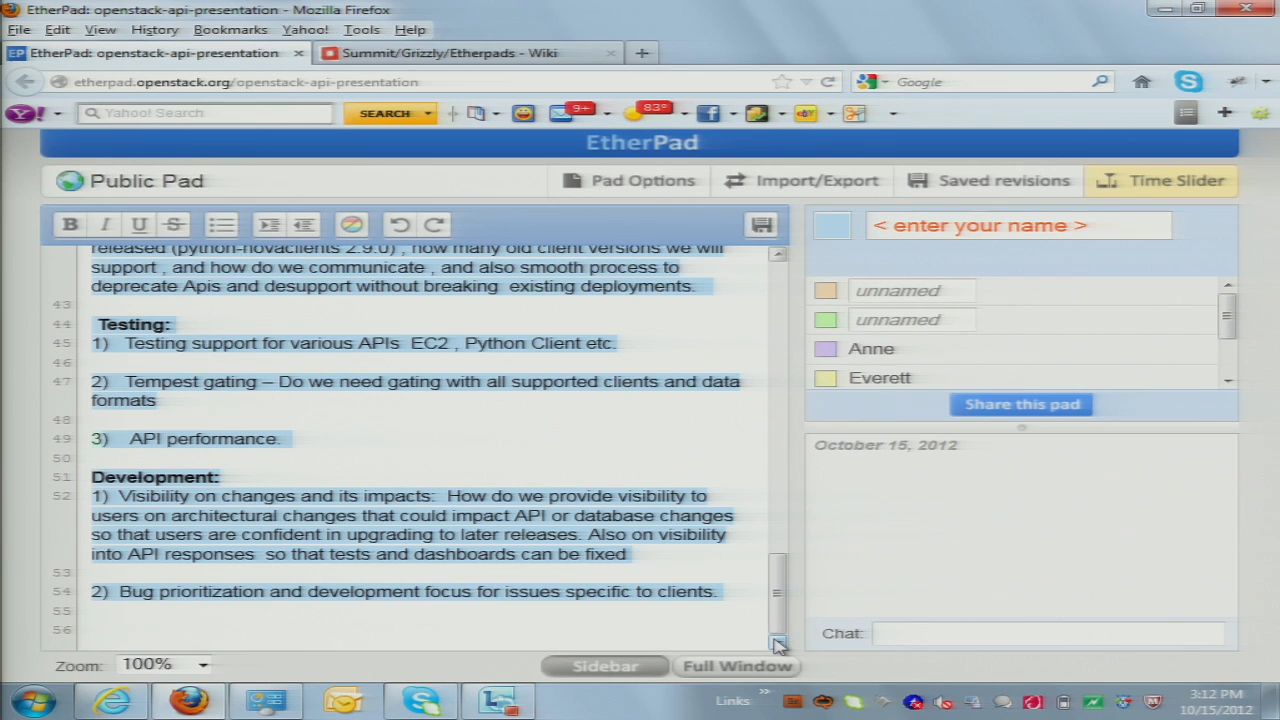 EtherPad: openstack-api-presentation - Mozilla Firefox
File Edit View History Bookmarks Yahoo! Tools Help
EP EtherPad: openstack-api-presentation × Summit/Grizzly/Etherpads - Wiki × +
etherpad.openstack.org/openstack-api-presentation Google
Y! Yahoo! Search SEARCH 9+ 83°
EtherPad
Public Pad Pad Options Import/Export Saved revisions Time Slider
B I U S < enter your name >
released (python-novaclients 2.9.0) , how many old client versions we will
support , and how do we communicate , and also smooth process to
deprecate Apis and desupport without breaking existing deployments.
43
44 Testing:
45 1) Testing support for various APIs EC2 , Python Client etc.
46
47 2) Tempest gating – Do we need gating with all supported clients and data
formats
48
49 3) API performance.
50
51 Development:
52 1) Visibility on changes and its impacts: How do we provide visibility to
users on architectural changes that could impact API or database changes
so that users are confident in upgrading to later releases. Also on visibility
into API responses so that tests and dashboards can be fixed
53
54 2) Bug prioritization and development focus for issues specific to clients.
55
56
unnamed
unnamed
Anne
Everett
Share this pad
October 15, 2012
Chat:
Zoom: 100% Sidebar Full Window
Links » 3:12 PM
10/15/2012